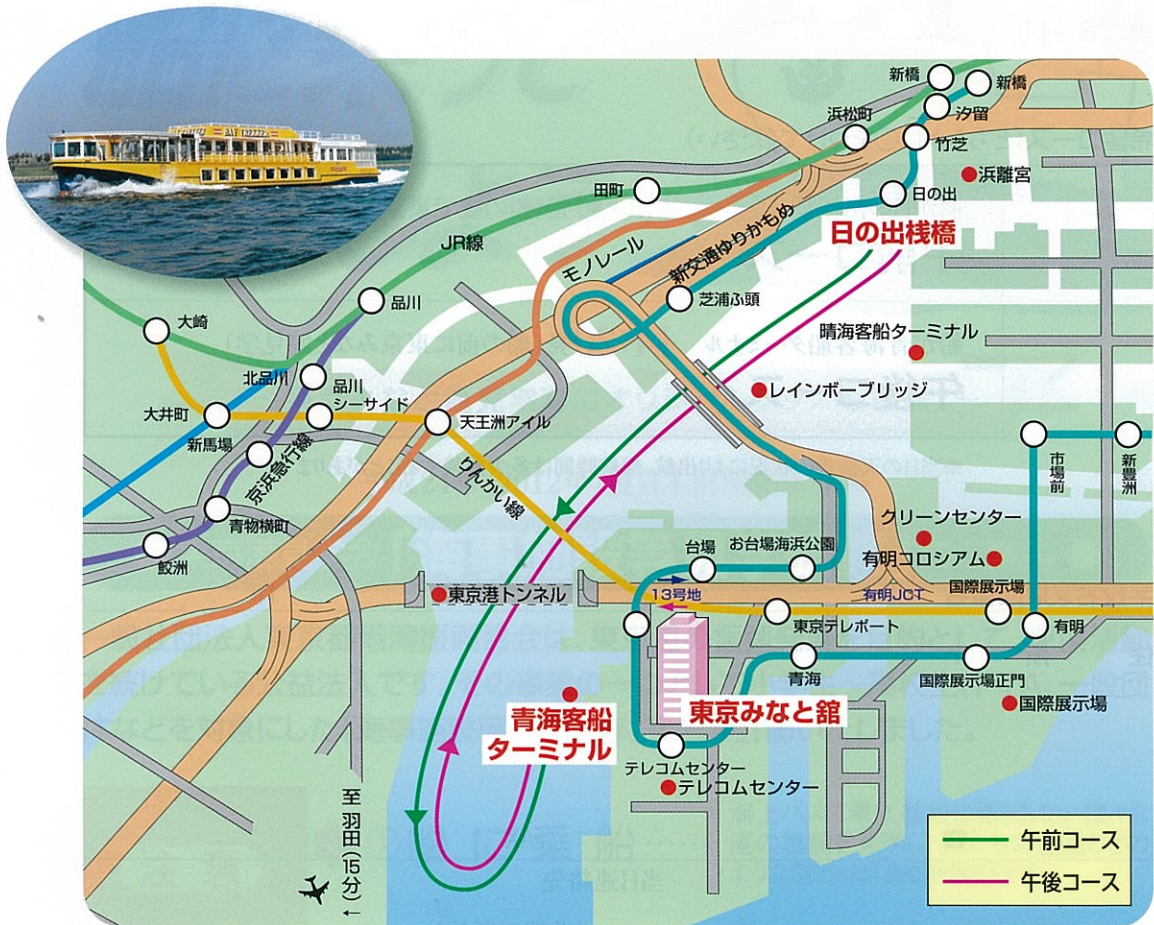 新橋
新橋
汐留
浜松町
竹芝
浜離宮
田町
日の出
日の出桟橋
JR線
モノレール
新交通ゆりかもめ
芝浦ふ頭
品川
大崎
晴海客船ターミナル
北品川
品川
シーサイド
レインボーブリッジ
大井町
新馬場
天王洲アイル
京浜急行線
りんかい線
市場前
新豊洲
青物横町
鮫洲
クリーンセンター
有明コロシアム
台場
お台場海浜公園
東京港トンネル
13号地
有明JCT
国際展示場
東京テレポート
有明
青海
国際展示場正門
国際展示場
東京みなと舘
青海客船
ターミナル
テレコムセンター
テレコムセンター
至 羽田(15分)→
午前コース
午後コース